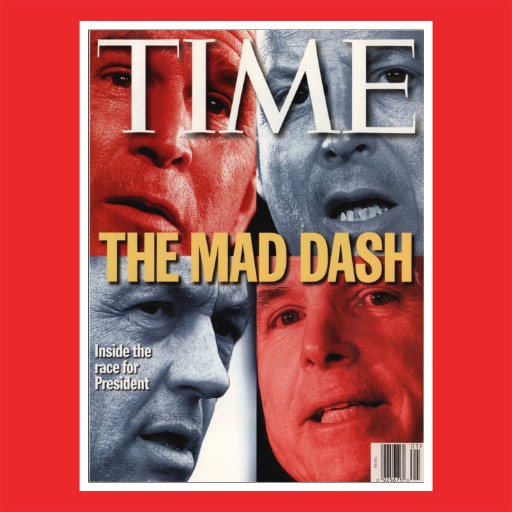 TIME
THE MAD DASH
Inside the
race for
President